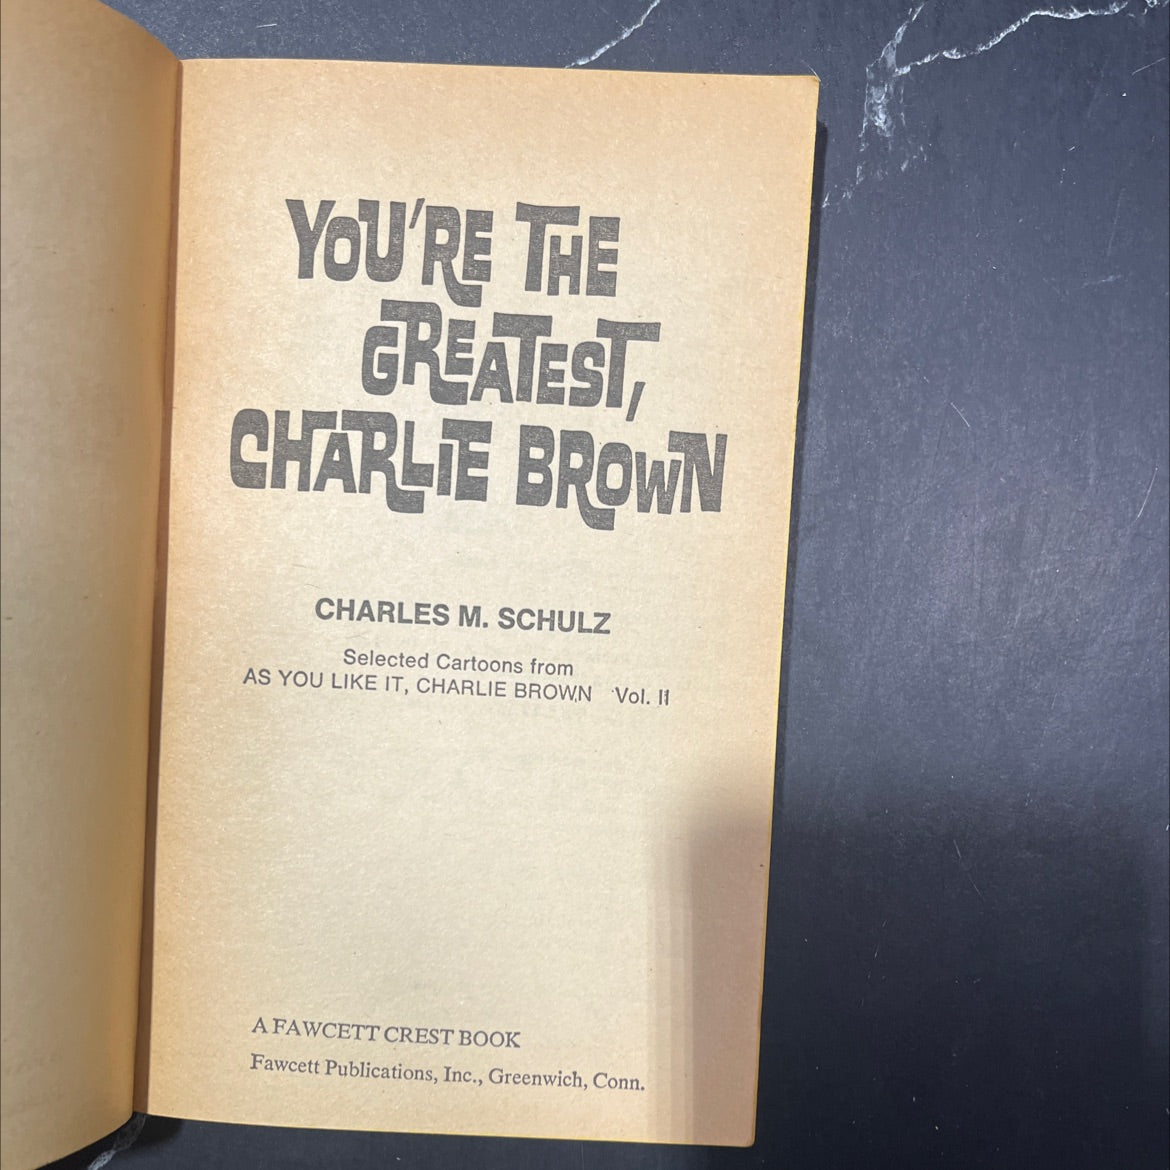 YOU'RE THE
GREATEST,
CHARLIE BROWN
CHARLES M. SCHULZ
Selected Cartoons from
AS YOU LIKE IT, CHARLIE BROWN Vol. II
A FAWCETT CREST BOOK
Fawcett Publications, Inc., Greenwich, Conn.